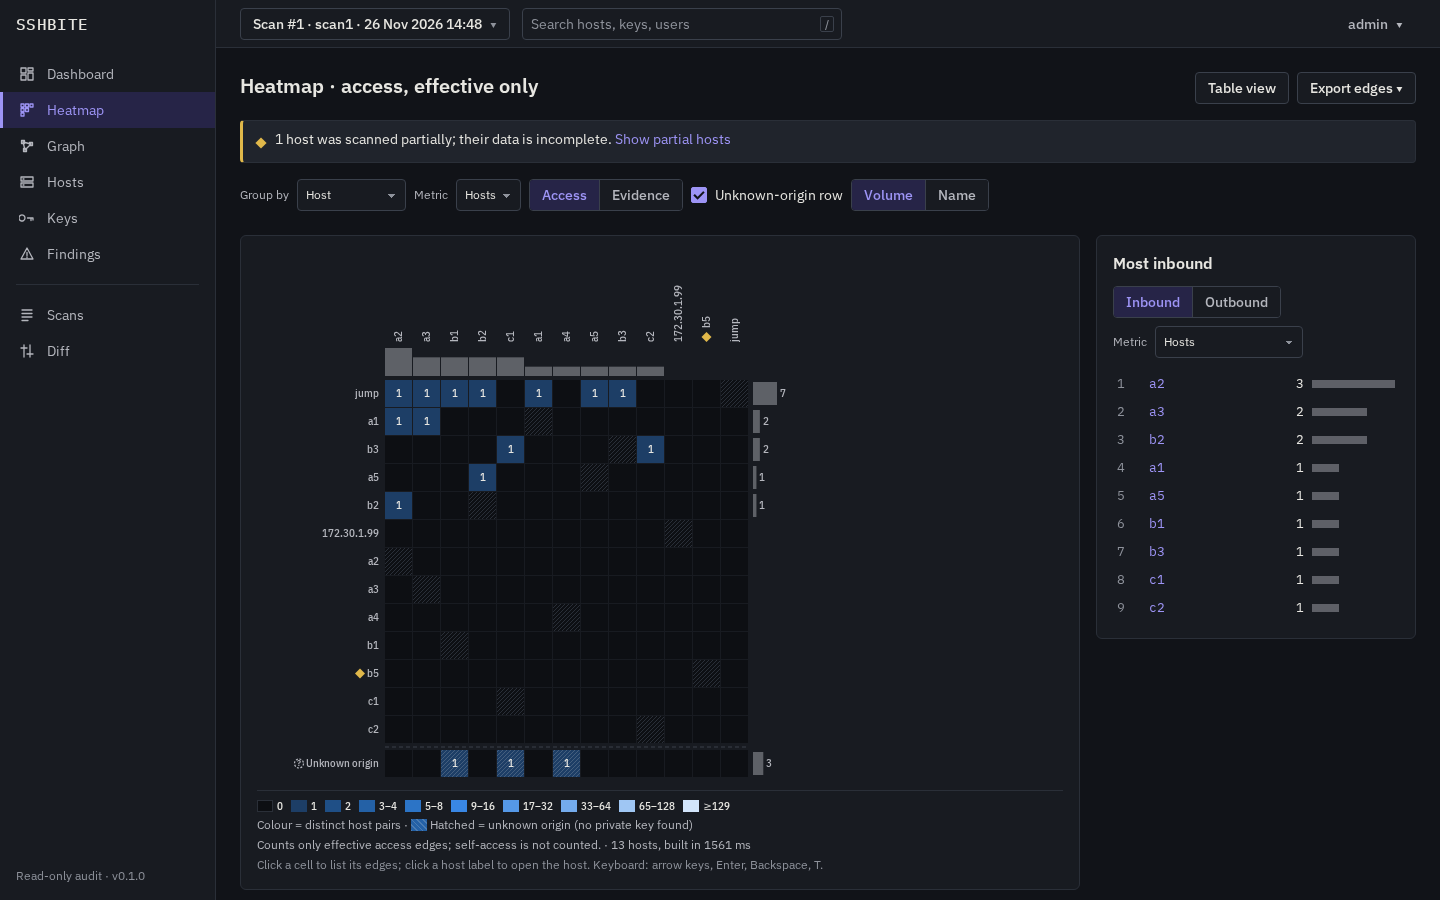 SSHBITE
Scan #1 · scan1 · 26 Nov 2026 14:48 ▾
Search hosts, keys, users /
admin ▾
Dashboard
Heatmap
Graph
Hosts
Keys
Findings
Scans
Diff
Read-only audit · v0.1.0
Heatmap · access, effective only
Table view
Export edges ▾
1 host was scanned partially; their data is incomplete. Show partial hosts
Group by Host Metric Hosts Access Evidence Unknown-origin row Volume Name
a2 a3 b1 b2 c1 a1 a4 a5 b3 c2 172.30.1.99 b5 jump
jump 1 1 1 1 1 1 1 7
a1 1 1 2
b3 1 1 2
a5 1 1
b2 1 1
172.30.1.99
a2
a3
a4
b1
b5
c1
c2
? Unknown origin 1 1 1 3
0 1 2 3–4 5–8 9–16 17–32 33–64 65–128 ≥129
Colour = distinct host pairs · Hatched = unknown origin (no private key found)
Counts only effective access edges; self-access is not counted. · 13 hosts, built in 1561 ms
Click a cell to list its edges; click a host label to open the host. Keyboard: arrow keys, Enter, Backspace, T.
Most inbound
Inbound Outbound
Metric Hosts
1 a2 3
2 a3 2
3 b2 2
4 a1 1
5 a5 1
6 b1 1
7 b3 1
8 c1 1
9 c2 1